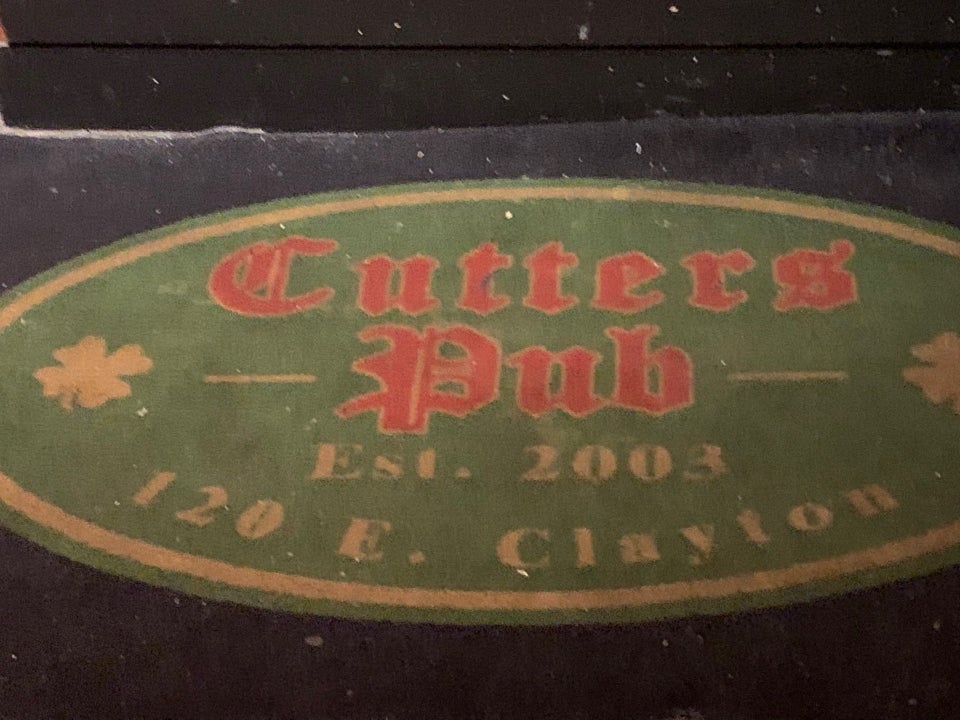 Cutters
Pub
Est. 2003
120 E. Clayton